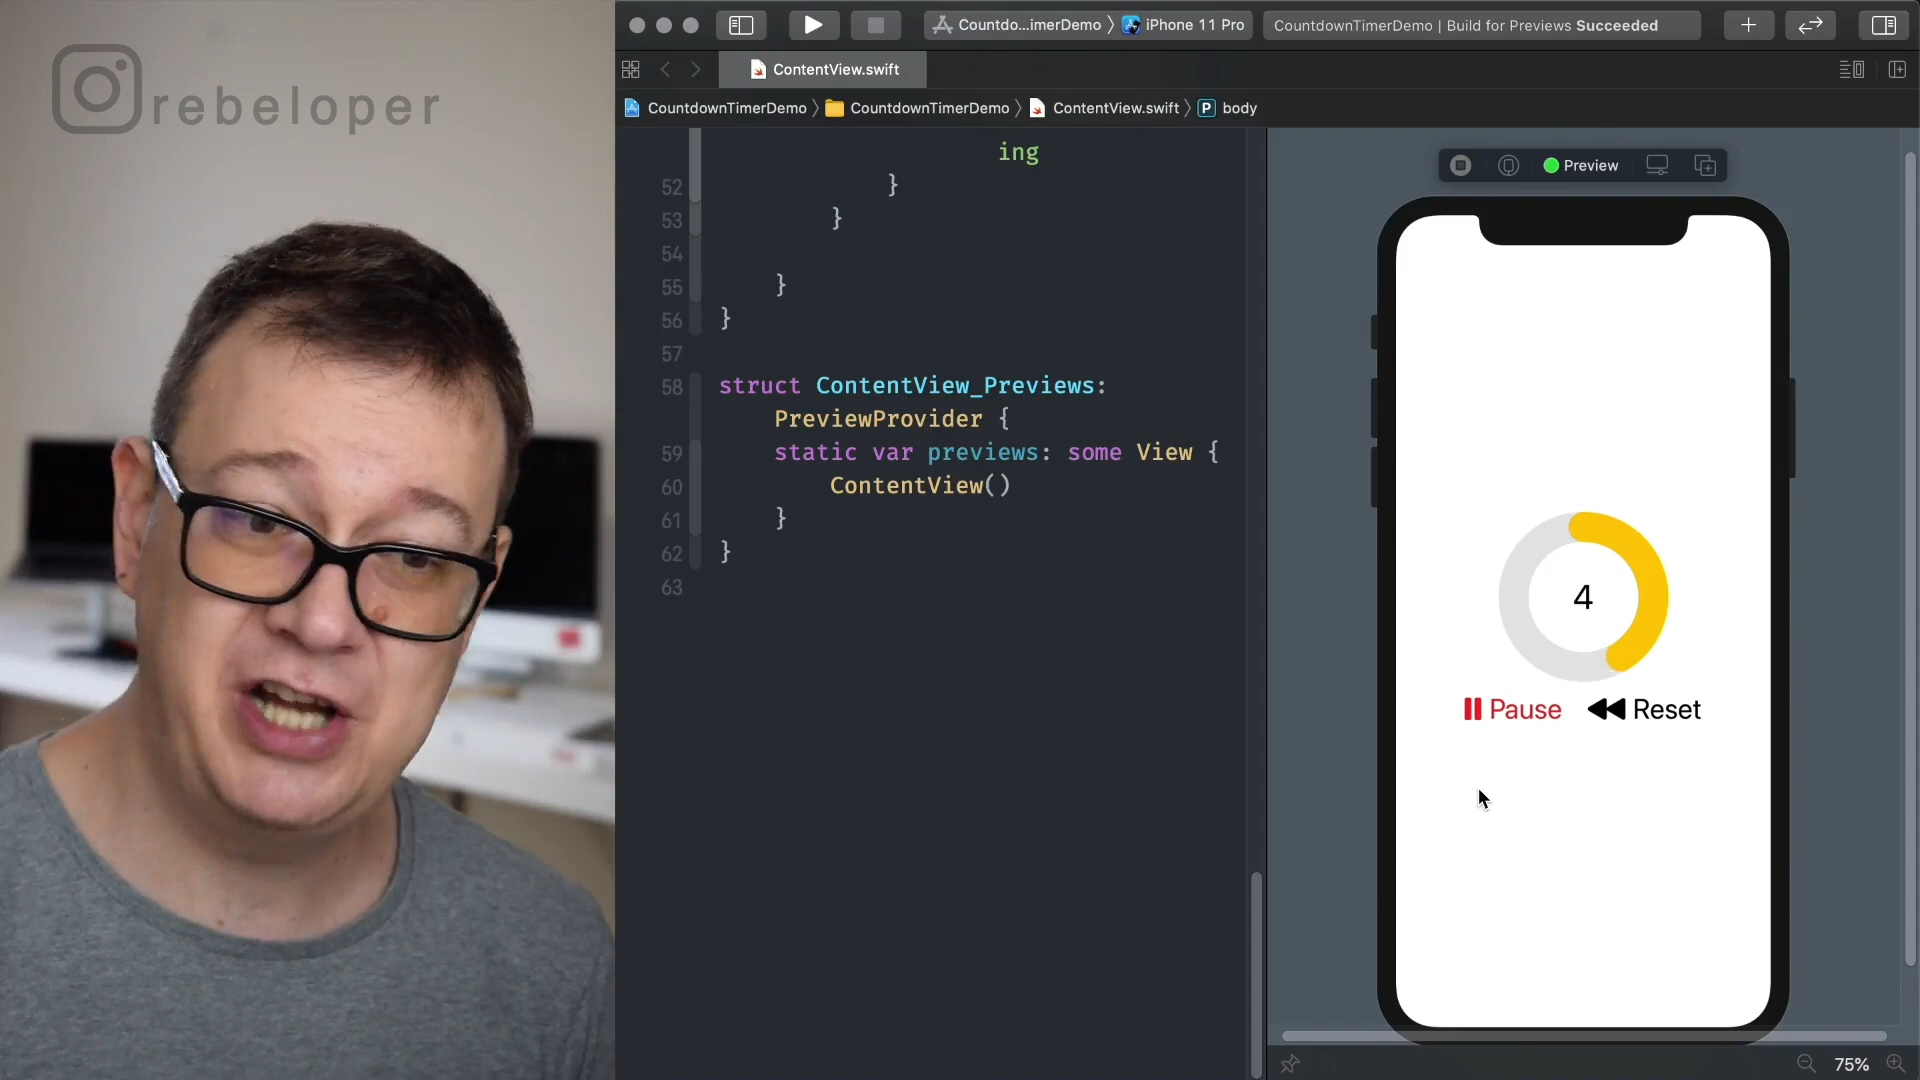 rebeloper
Countdo...imerDemo 〉 iPhone 11 Pro
CountdownTimerDemo | Build for Previews Succeeded
ContentView.swift
CountdownTimerDemo 〉 CountdownTimerDemo 〉 ContentView.swift 〉 P body
ing
52 }
53 }
54
55 }
56 }
57
58 struct ContentView_Previews:
PreviewProvider {
59 static var previews: some View {
60 ContentView()
61 }
62 }
63
Preview
4
Pause Reset
75%